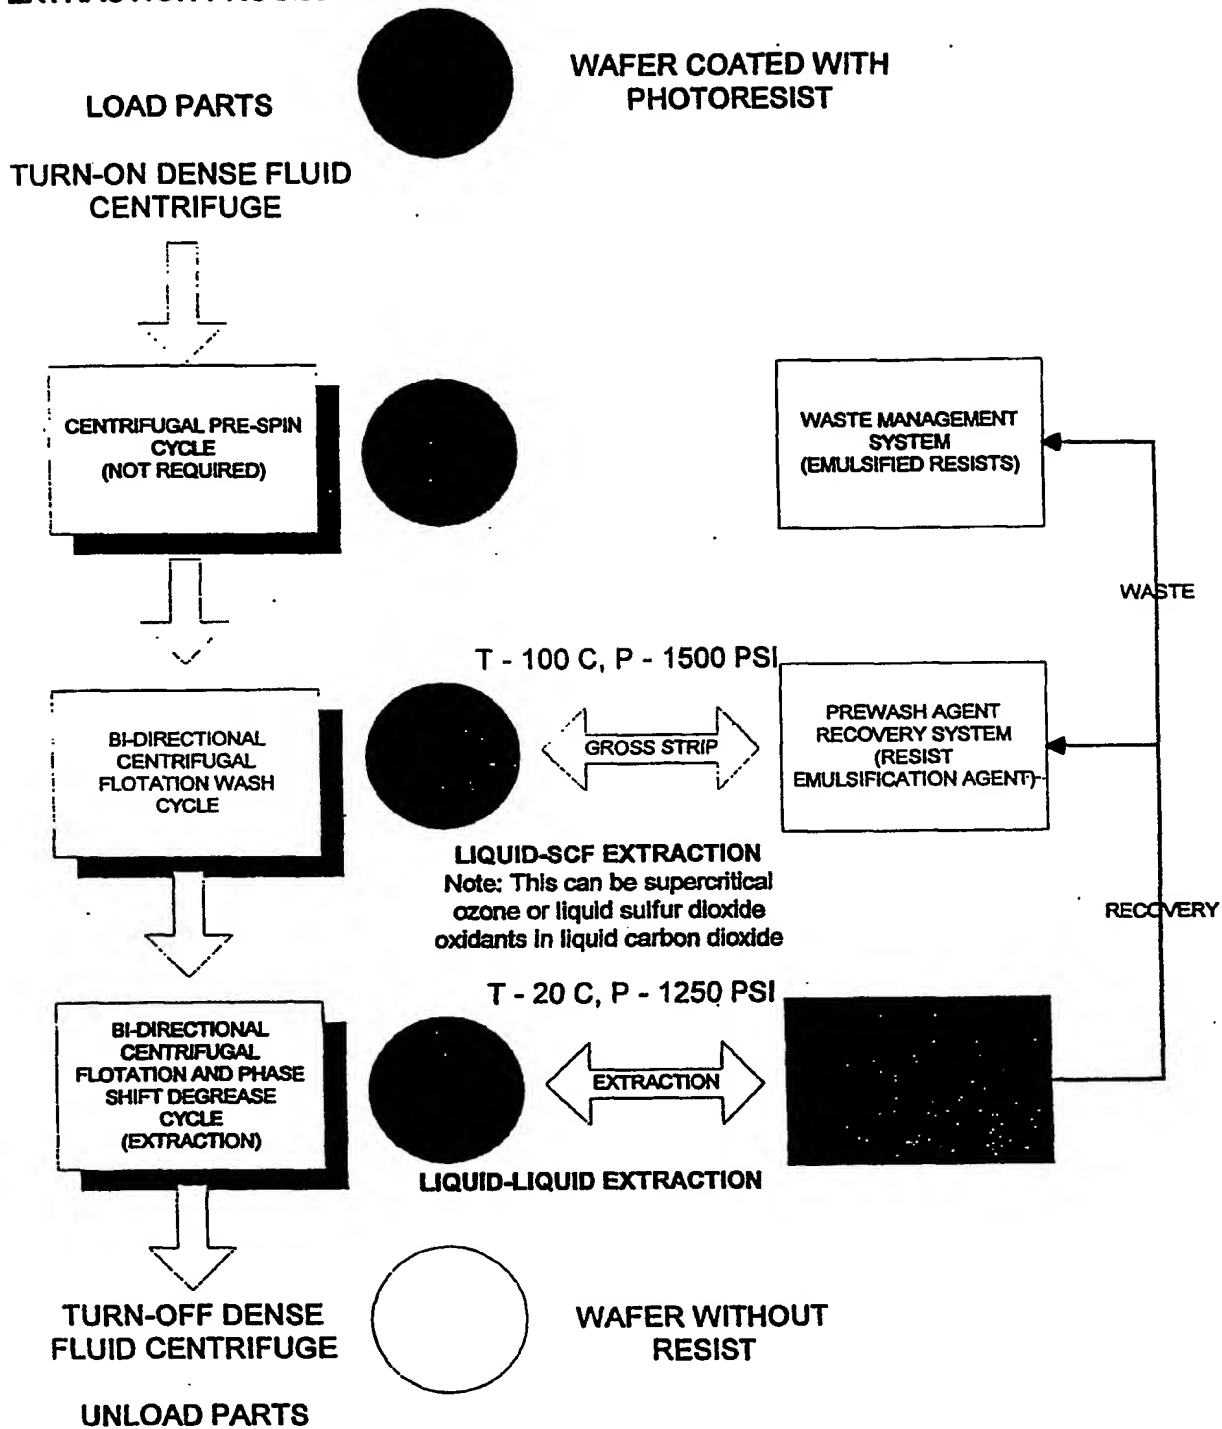 WAFER COATED WITH
PHOTORESIST
LOAD PARTS
TURN-ON DENSE FLUID
CENTRIFUGE
CENTRIFUGAL PRE-SPIN
CYCLE
(NOT REQUIRED)
WASTE MANAGEMENT
SYSTEM
(EMULSIFIED RESISTS)
WASTE
T - 100 C, P - 1500 PSI
BI-DIRECTIONAL
CENTRIFUGAL
FLOTATION WASH
CYCLE
GROSS STRIP
PREWASH AGENT
RECOVERY SYSTEM
(RESIST
EMULSIFICATION AGENT)
LIQUID-SCF EXTRACTION
Note: This can be supercritical
ozone or liquid sulfur dioxide
oxidants in liquid carbon dioxide
RECOVERY
T - 20 C, P - 1250 PSI
BI-DIRECTIONAL
CENTRIFUGAL
FLOTATION AND PHASE
SHIFT DEGREASE
CYCLE
(EXTRACTION)
EXTRACTION
LIQUID-LIQUID EXTRACTION
TURN-OFF DENSE
FLUID CENTRIFUGE
WAFER WITHOUT
RESIST
UNLOAD PARTS